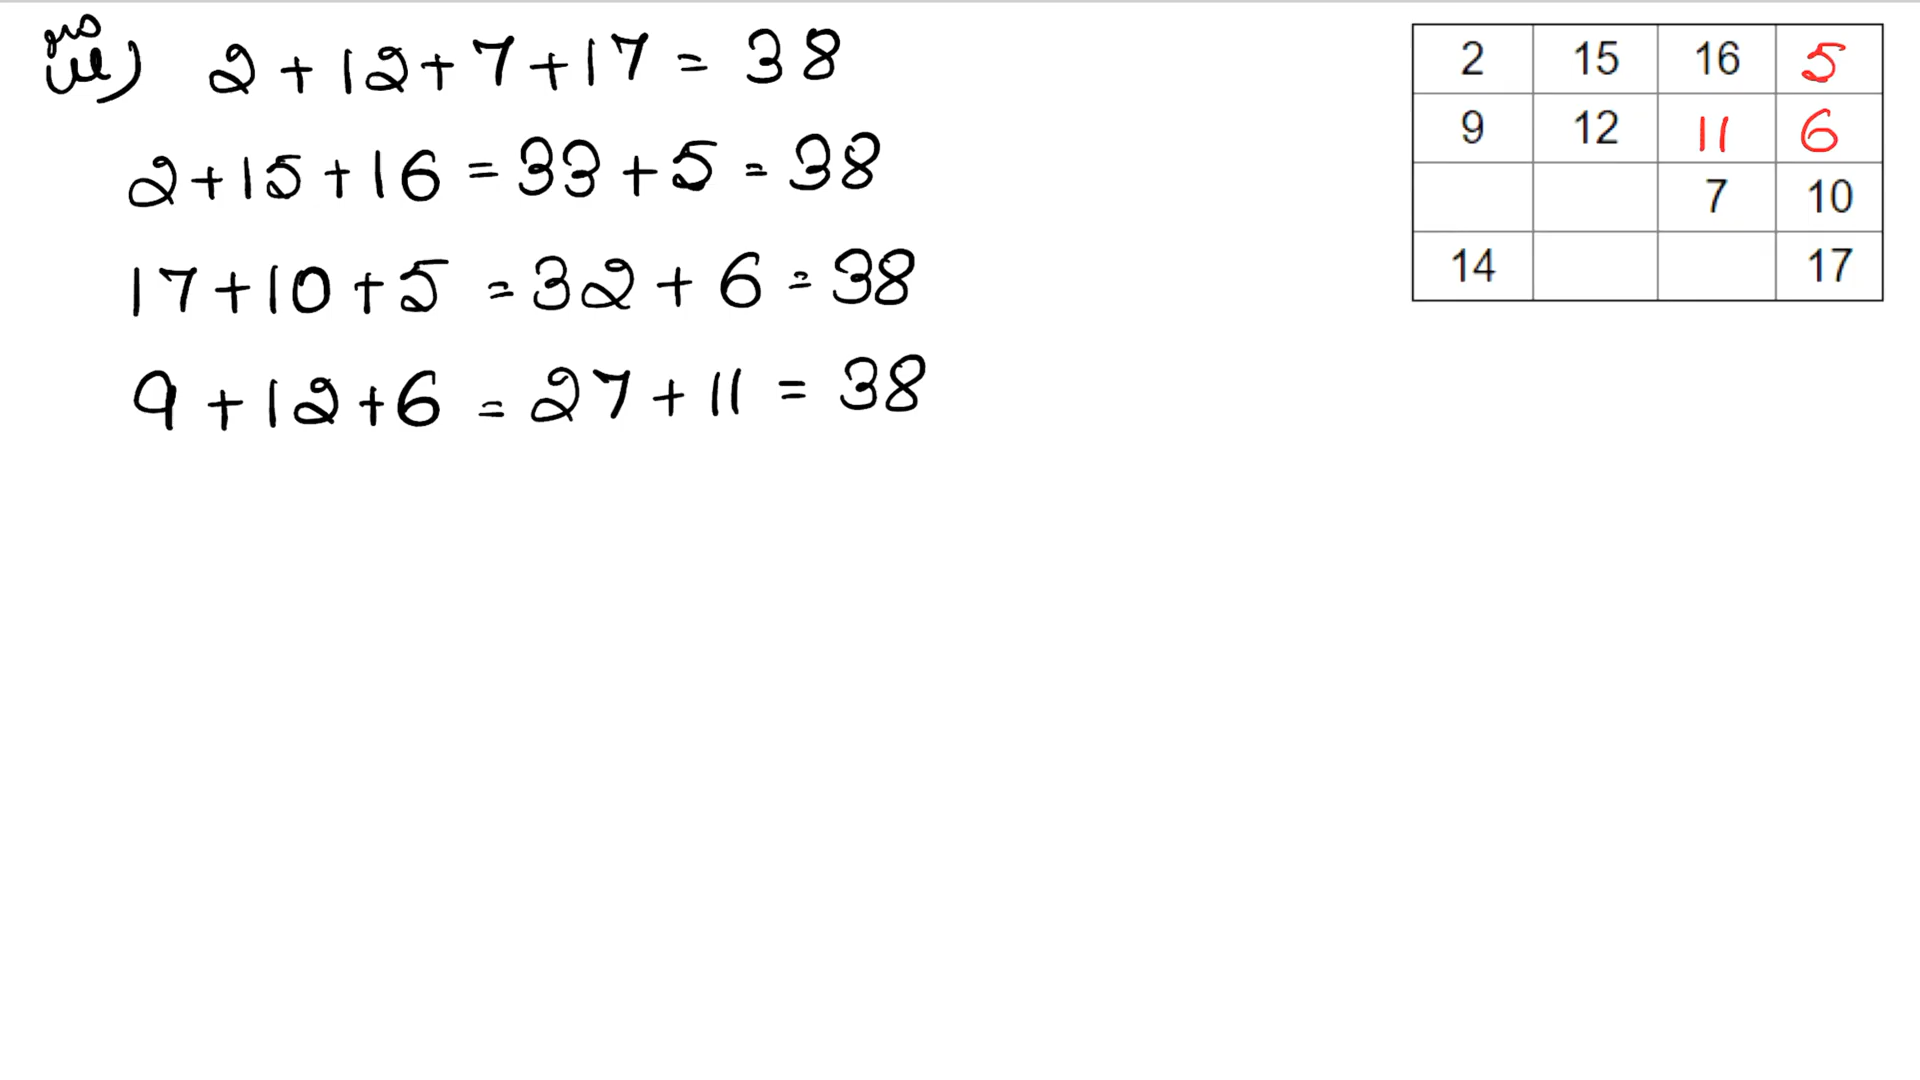 2 + 12 + 7 + 17 = 38
2 + 15 + 16 = 33 + 5 = 38
17 + 10 + 5 = 32 + 6 = 38
9 + 12 + 6 = 27 + 11 = 38
2 15 16 5
9 12 11 6
7 10
14 17